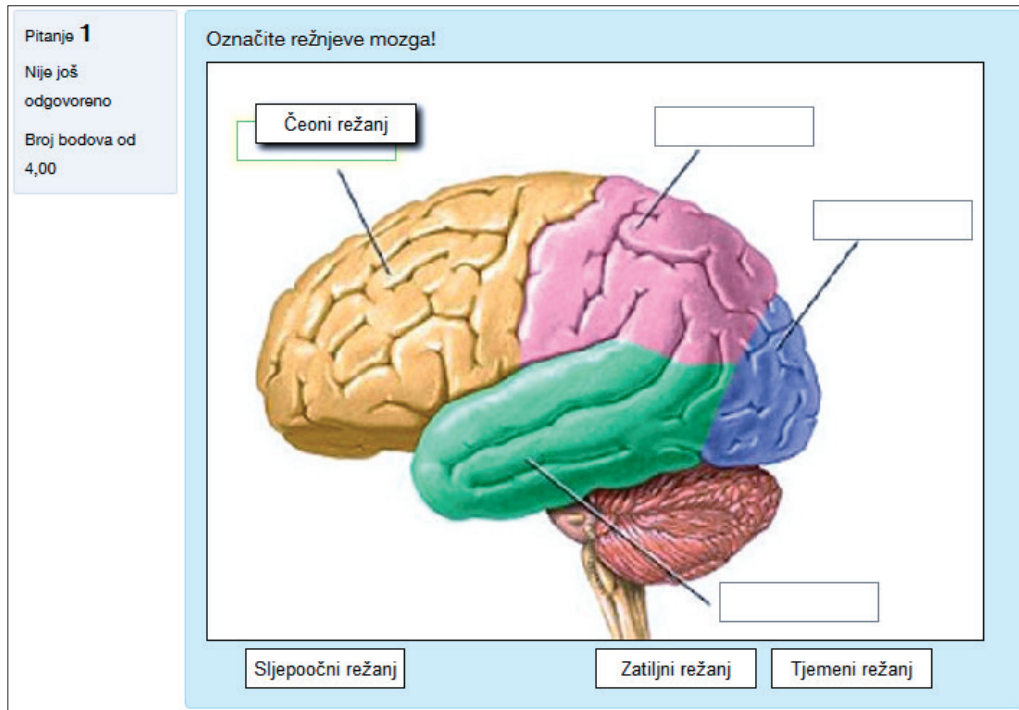 Pitanje 1
Nije još
odgovoreno
Broj bodova od
4,00
Označite režnjeve mozga!
Čeoni režanj
Sljepoočni režanj
Zatiljni režanj
Tjemeni režanj